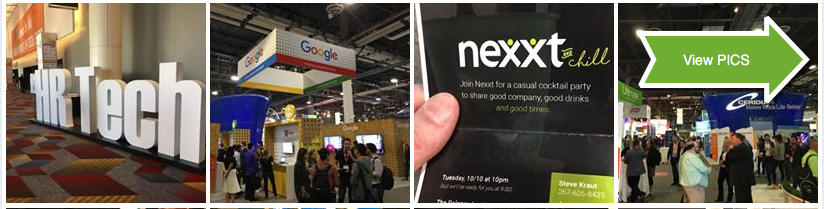 #HR Tech
Google
Google
nexxt
and
chill
Join Nexxt for a casual cocktail party
to share good company, good drinks
and good times.
Tuesday, 10/10 at 10pm
(but we'll be ready for you at 9:30)
Steve Kraut
267-626-8435
View PICS
CERIDIAN
Makes Work Life Better